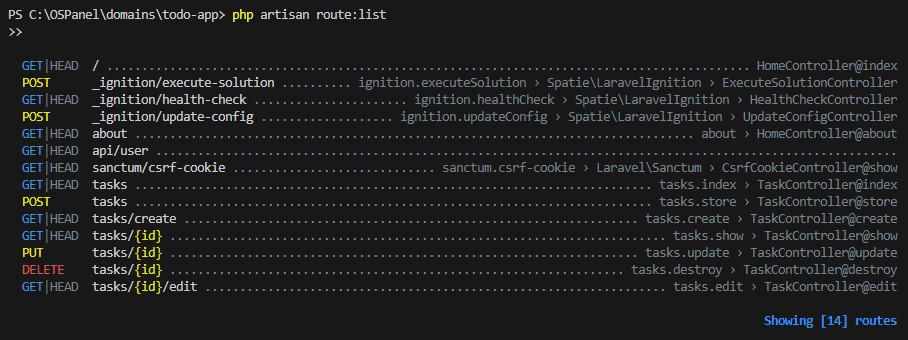 PS C:\OSPanel\domains\todo-app> php artisan route:list
>>
GET|HEAD / ........................................................................................... HomeController@index
POST _ignition/execute-solution .......... ignition.executeSolution › Spatie\LaravelIgnition › ExecuteSolutionController
GET|HEAD _ignition/health-check ...................... ignition.healthCheck › Spatie\LaravelIgnition › HealthCheckController
POST _ignition/update-config ................... ignition.updateConfig › Spatie\LaravelIgnition › UpdateConfigController
GET|HEAD about ................................................................................ about › HomeController@about
GET|HEAD api/user ..................................................................................................................
GET|HEAD sanctum/csrf-cookie ............................... sanctum.csrf-cookie › Laravel\Sanctum › CsrfCookieController@show
GET|HEAD tasks .......................................................................... tasks.index › TaskController@index
POST tasks .......................................................................... tasks.store › TaskController@store
GET|HEAD tasks/create ................................................................. tasks.create › TaskController@create
GET|HEAD tasks/{id} ....................................................................... tasks.show › TaskController@show
PUT tasks/{id} ................................................................... tasks.update › TaskController@update
DELETE tasks/{id} ................................................................. tasks.destroy › TaskController@destroy
GET|HEAD tasks/{id}/edit .................................................................. tasks.edit › TaskController@edit
Showing [14] routes